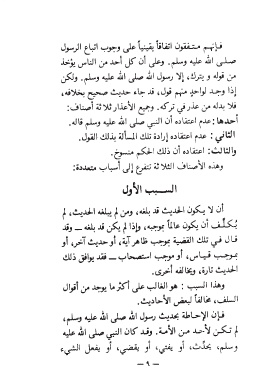 فإنهم متفقون اتفاقاً يقينياً على وجوب اتباع الرسول
صلى الله عليه وسلم. وعلى أن كل أحد من الناس يؤخذ
من قوله ويترك، إلا رسول الله صلى الله عليه وسلم. ولكن
إذا وجد لواحدٍ منهم قول، قد جاء حديث صحيح بخلافه،
فلا بد له من عذر في تركه. وجميع الأعذار ثلاثة أصناف:
أحدها: عدم اعتقاده أن النبي صلى الله عليه وسلم قاله.
الثاني: عدم اعتقاده إرادة تلك المسألة بذلك القول.
والثالث: اعتقاده أن ذلك الحكم منسوخ.
وهذه الأصناف الثلاثة تتفرع إلى أسباب متعددة:
السبب الأول
أن لا يكون الحديث قد بلغه، ومن لم يبلغه الحديث، لم
يُكلَّف أن يكون عالماً بموجبه، وإذا لم يكن قد بلغه — وقد
قال في تلك القضية بموجب ظاهر آية، أو حديث آخر، أو
بموجب قياس، أو موجب استصحاب — فقد يوافق ذلك
الحديث تارة، ويخالفه أخرى.
وهذا السبب: هو الغالب على أكثر ما يوجد من أقوال
السلف، مخالفاً لبعض الأحاديث.
فإن الإحاطة بحديث رسول الله صلى الله عليه وسلم،
لم تكن لأحد من الأمة. وقد كان النبي صلى الله عليه
وسلم، يحدِّث، أو يفتي، أو يقضي، أو يفعل الشيء
— ٩ —